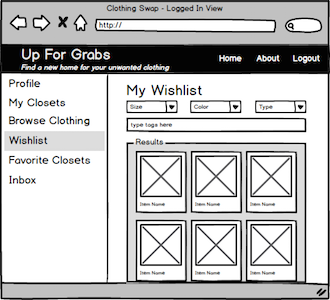 Clothing Swap - Logged In View
http://
Up For Grabs
Find a new home for your unwanted clothing
Home About Logout
Profile
My Closets
Browse Clothing
Wishlist
Favorite Closets
Inbox
My Wishlist
Size Color Type
type tags here
Results
Item Name Item Name Item Name
Item Name Item Name Item Name